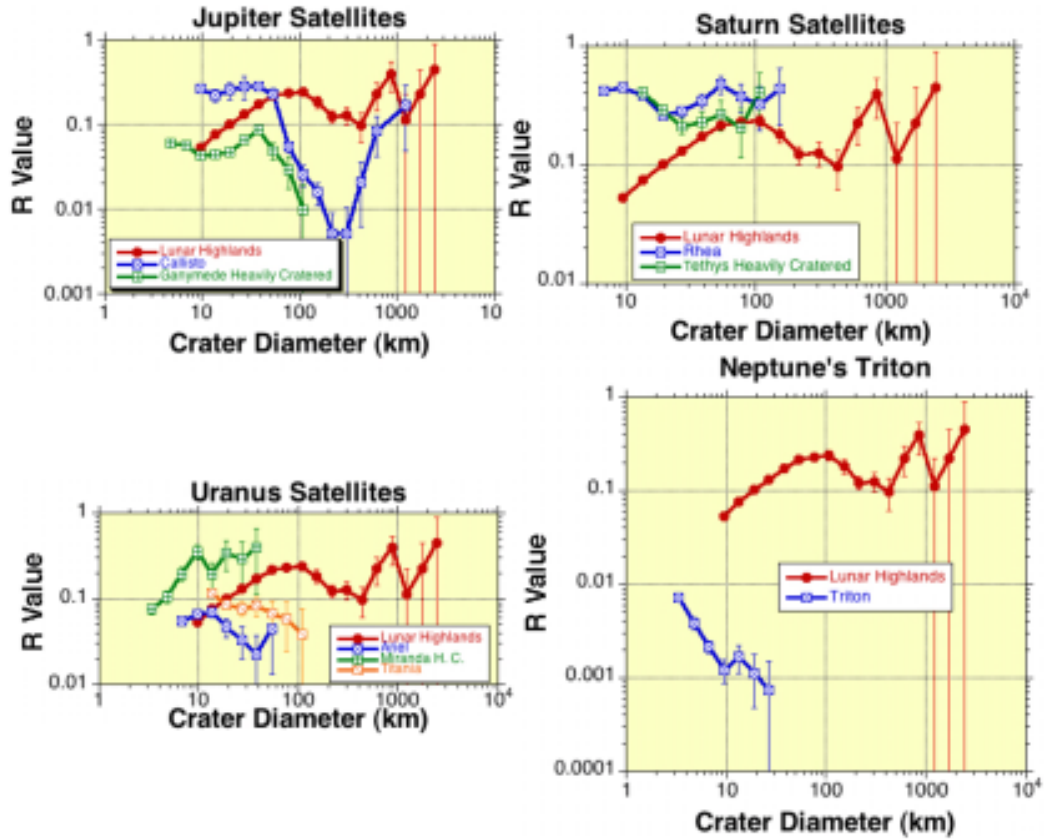 Jupiter Satellites
1
0.1
0.01
0.001
R Value
Lunar Highlands
Callisto
Ganymede Heavily Cratered
1
10
100
1000
10
Crater Diameter (km)
Saturn Satellites
1
0.1
0.01
R Value
Lunar Highlands
Rhea
Tethys Heavily Cratered
10
100
1000
10⁴
Crater Diameter (km)
Uranus Satellites
1
0.1
0.01
R Value
Lunar Highlands
Ariel
Miranda H. C.
Titania
1
10
100
1000
10⁴
Crater Diameter (km)
Neptune's Triton
1
0.1
0.01
0.001
0.0001
R Value
Lunar Highlands
Triton
1
10
100
1000
10⁴
Crater Diameter (km)